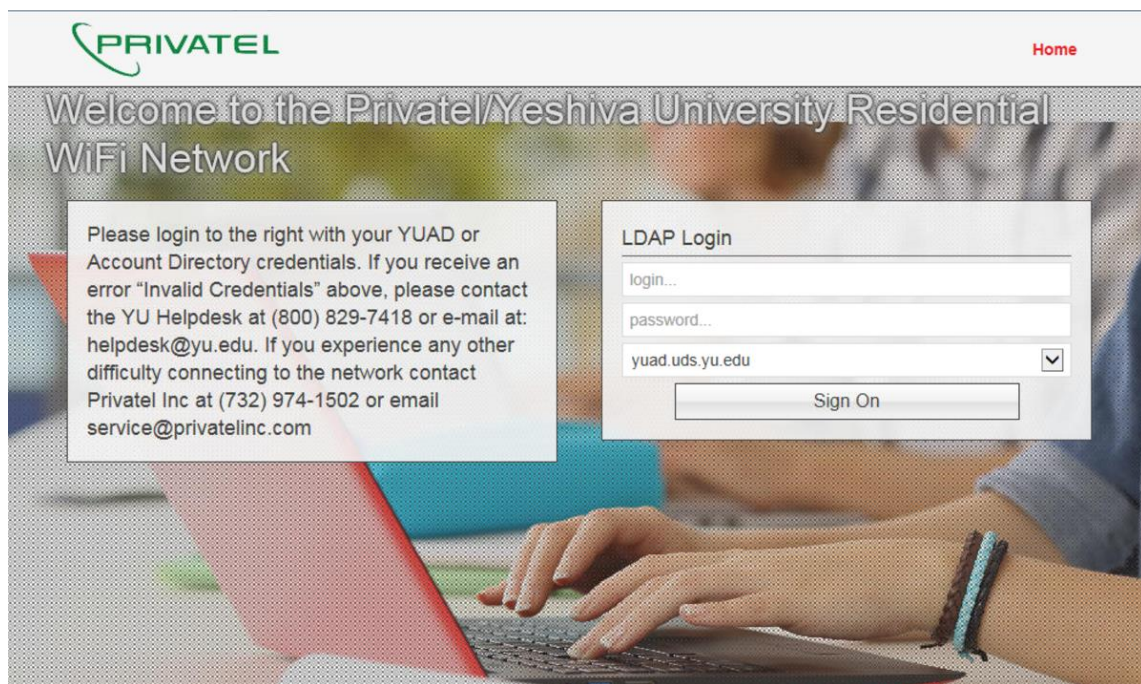 PRIVATEL
Home
Welcome to the Privatel/Yeshiva University Residential
WiFi Network
Please login to the right with your YUAD or
Account Directory credentials. If you receive an
error “Invalid Credentials” above, please contact
the YU Helpdesk at (800) 829-7418 or e-mail at:
helpdesk@yu.edu. If you experience any other
difficulty connecting to the network contact
Privatel Inc at (732) 974-1502 or email
service@privatelinc.com
LDAP Login
login...
password...
yuad.uds.yu.edu
Sign On